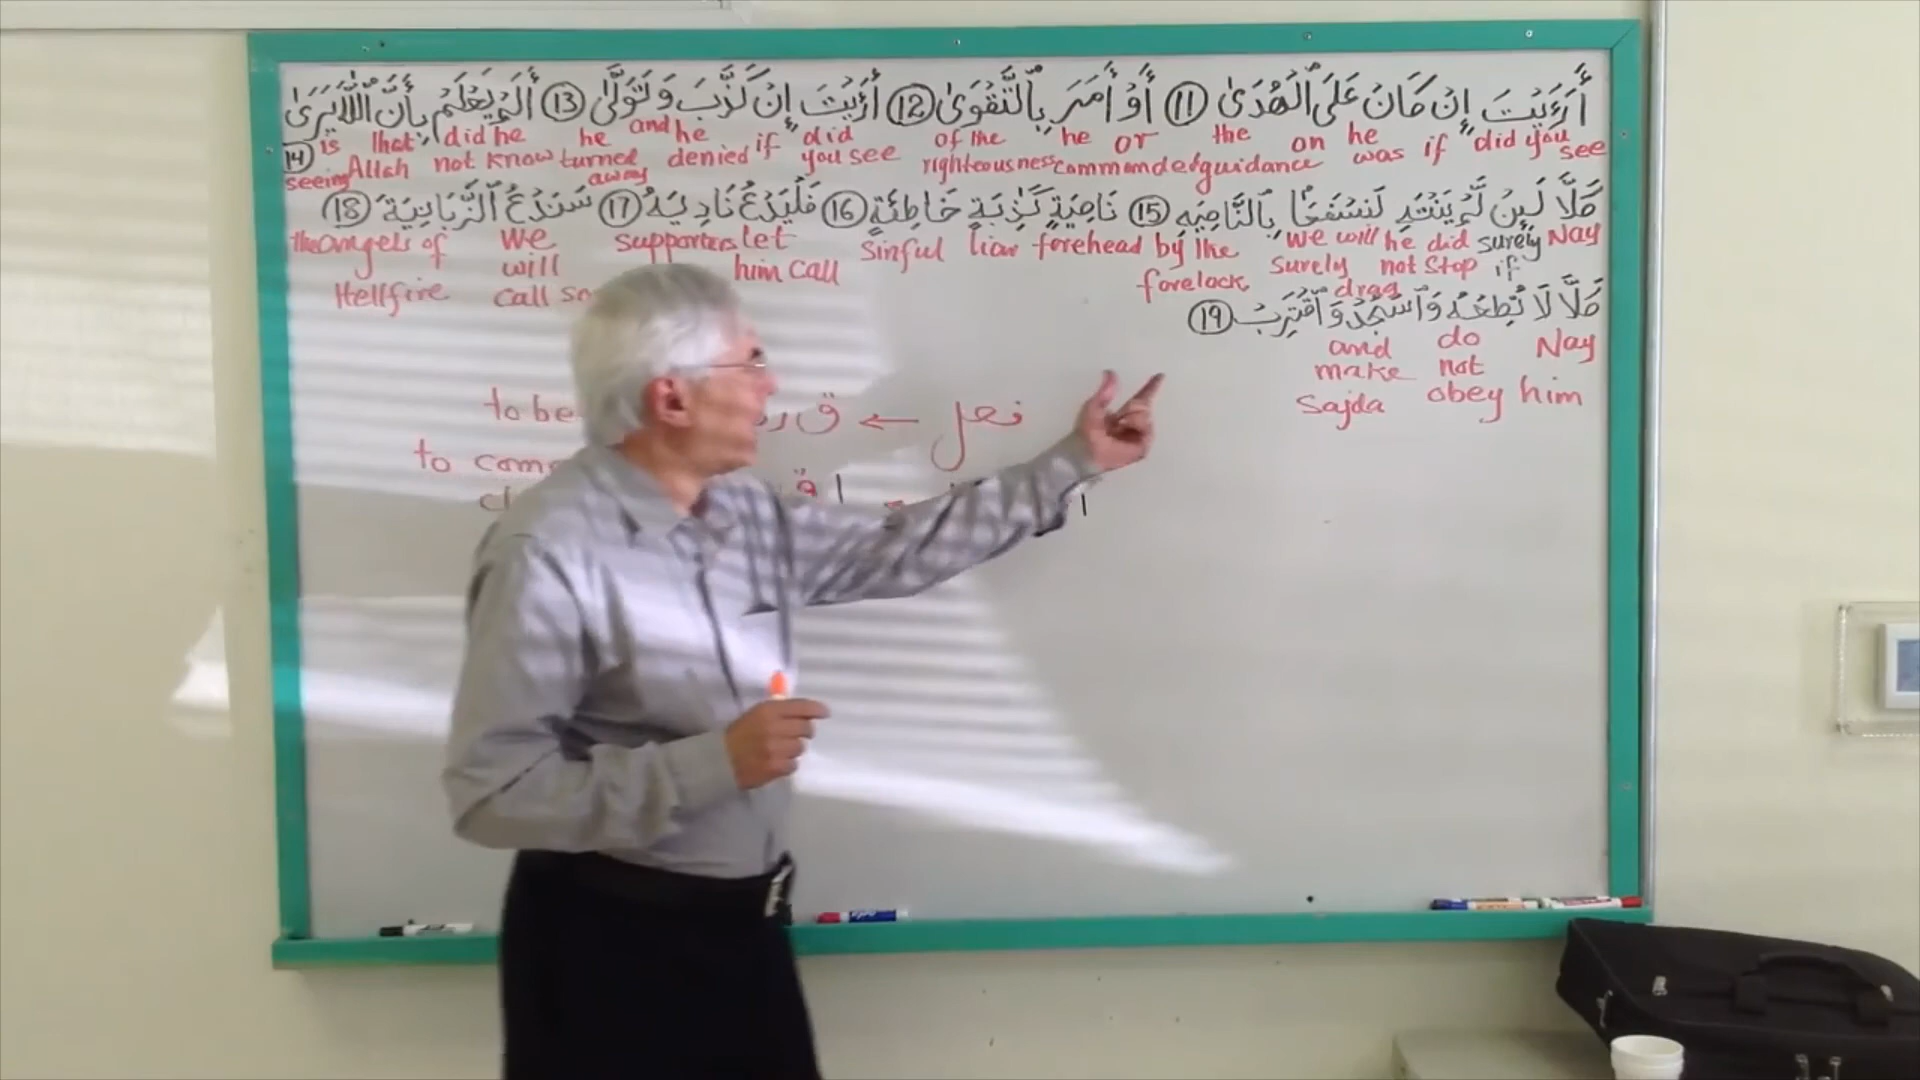 أَرَءَيْتَ إِن كَانَ عَلَى ٱلْهُدَىٰ ⑪ أَوْ أَمَرَ بِٱلتَّقْوَىٰ ⑫ أَرَءَيْتَ إِن كَذَّبَ وَتَوَلَّىٰ ⑬ أَلَمْ يَعْلَم بِأَنَّ ٱللَّهَ يَرَىٰ
⑭ is that did he he and he if "did of the he or the on he if "did you
seeing Allah not know turned denied you see righteousness commanded guidance was see
away
كَلَّا لَئِن لَّمْ يَنتَهِ لَنَسْفَعًا بِٱلنَّاصِيَةِ ⑮ نَاصِيَةٍ كَٰذِبَةٍ خَاطِئَةٍ ⑯ فَلْيَدْعُ نَادِيَهُ ⑰ سَنَدْعُ ٱلزَّبَانِيَةَ ⑱
the angels of we supporters let sinful liar forehead by the we will he did surely Nay
Hellfire will him call forelock surely not stop if
call drag
كَلَّا لَا تُطِعْهُ وَٱسْجُدْ وَٱقْتَرِب ⑲
and do Nay
make not
Sajda obey him
to be ق ← فعل
to